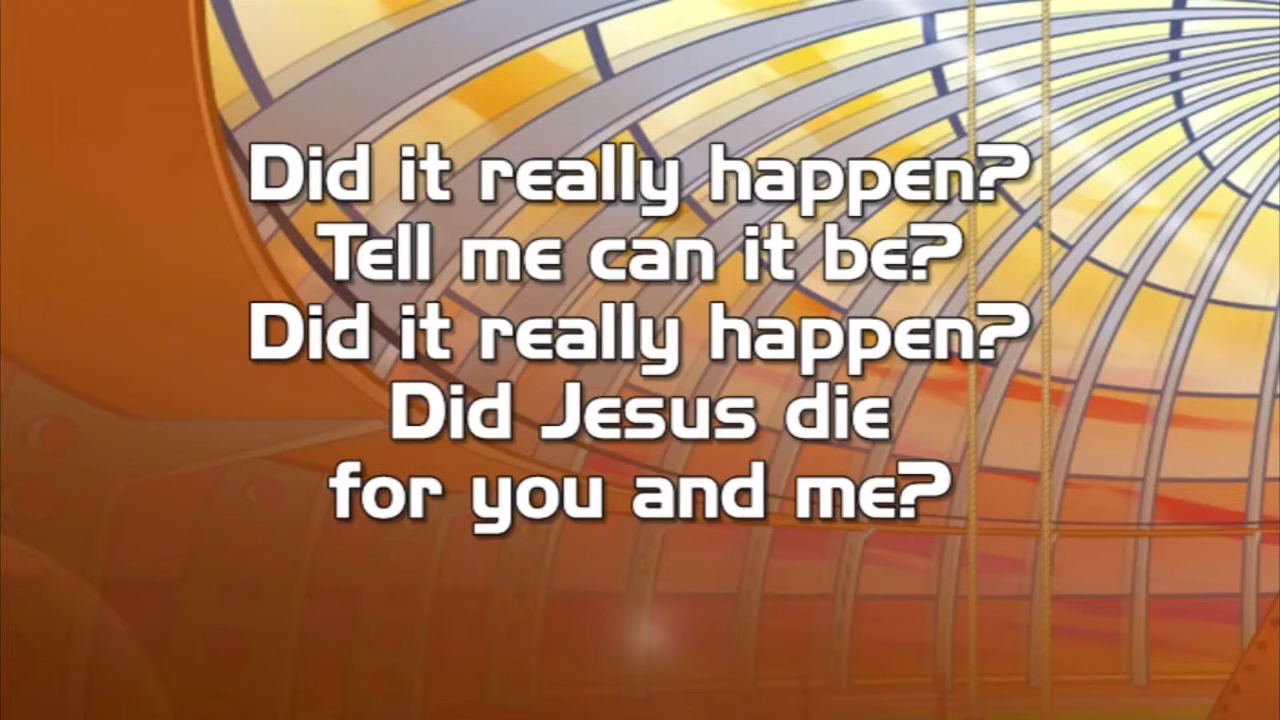 Did it really happen?
Tell me can it be?
Did it really happen?
Did Jesus die
for you and me?